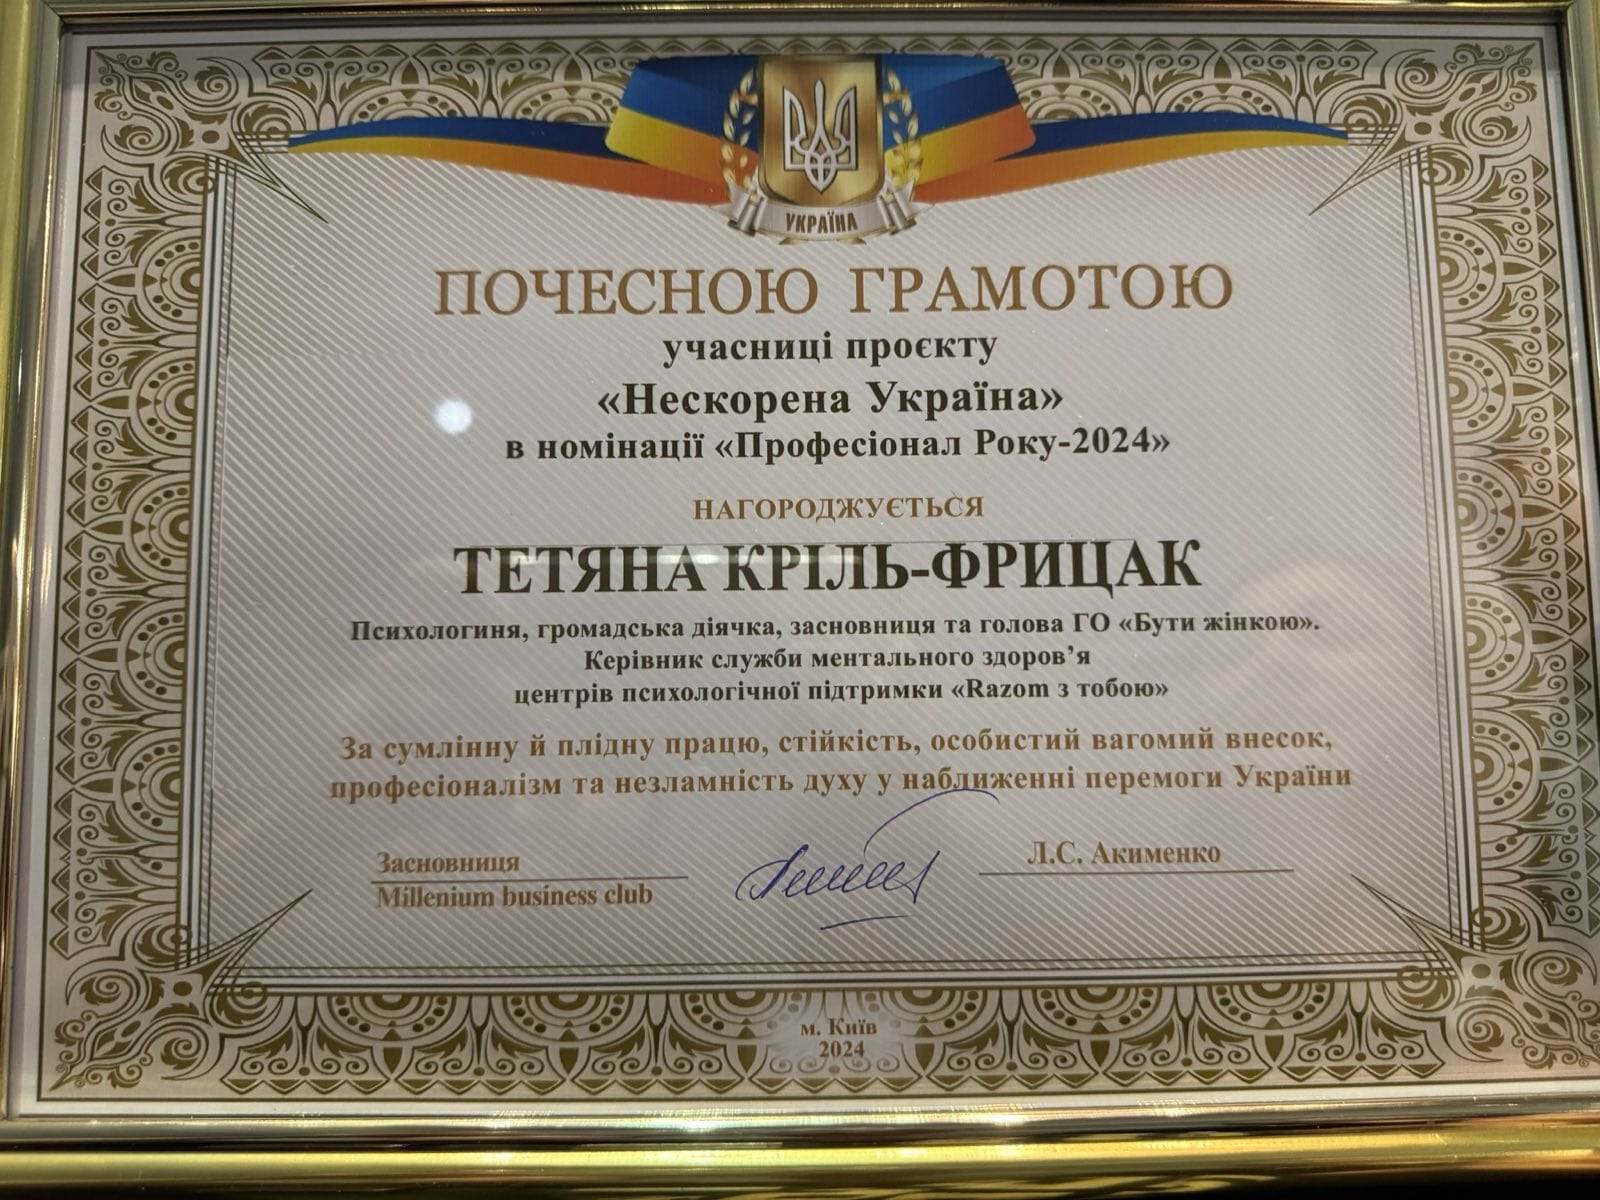 УКРАЇНА
ПОЧЕСНОЮ ГРАМОТОЮ
учасниці проєкту
«Нескорена Україна»
в номінації «Професіонал Року-2024»
НАГОРОДЖУЄТЬСЯ
ТЕТЯНА КРІЛЬ-ФРИЦАК
Психологиня, громадська діячка, засновниця та голова ГО «Бути жінкою».
Керівник служби ментального здоров’я
центрів психологічної підтримки «Razom з тобою»
За сумлінну й плідну працю, стійкість, особистий вагомий внесок,
професіоналізм та незламність духу у наближенні перемоги України
Засновниця
Millenium business club
Л.С. Акименко
м. Київ
2024